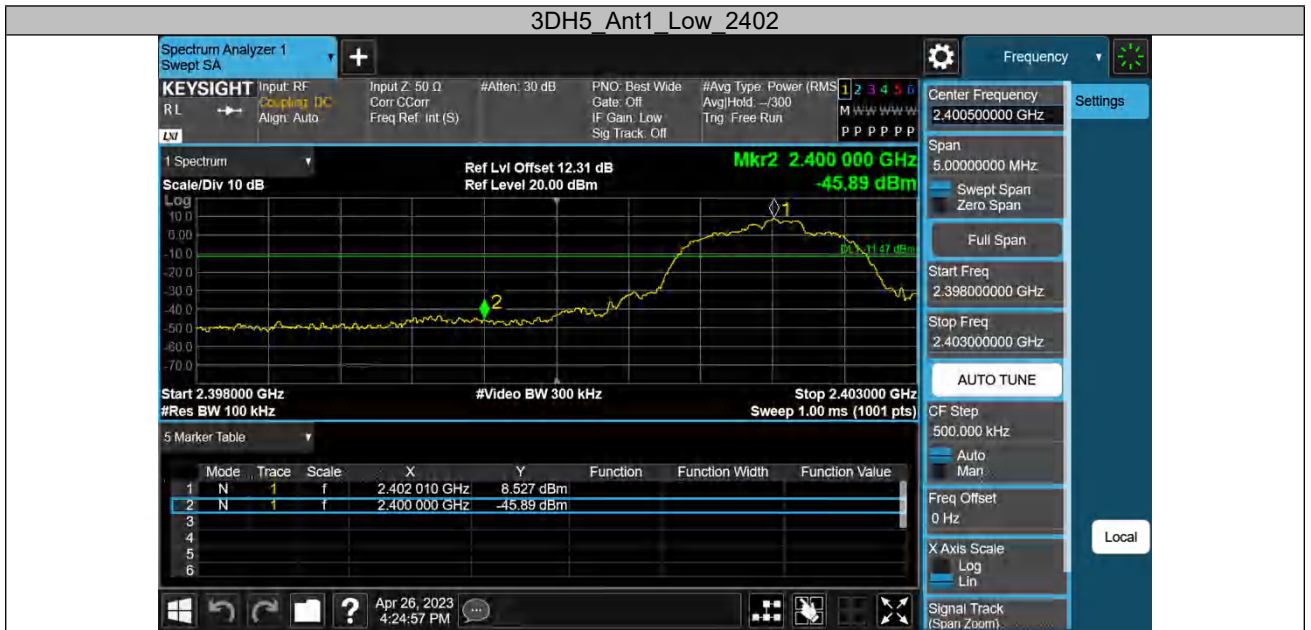 3DH5_Ant1_Low_2402
Spectrum Analyzer 1
Swept SA
+
Frequency
KEYSIGHT
RL
LXI
Input: RF
Coupling: DC
Align: Auto
Input Z: 50 Ω
Corr CCorr
Freq Ref: Int (S)
#Atten: 30 dB
PNO: Best Wide
Gate: Off
IF Gain: Low
Sig Track: Off
#Avg Type: Power (RMS
Avg|Hold: --/300
Trig: Free Run
1 2 3 4 5 6
M W W W W W
P P P P P P
Center Frequency
2.400500000 GHz
Settings
Span
5.00000000 MHz
Swept Span
Zero Span
Full Span
Start Freq
2.398000000 GHz
Stop Freq
2.403000000 GHz
AUTO TUNE
CF Step
500.000 kHz
Auto
Man
Freq Offset
0 Hz
X Axis Scale
Log
Lin
Signal Track
(Span Zoom)
Local
1 Spectrum
Scale/Div 10 dB
Ref Lvl Offset 12.31 dB
Ref Level 20.00 dBm
Mkr2 2.400 000 GHz
-45.89 dBm
Log
10.0
0.00
-10.0
-20.0
-30.0
-40.0
-50.0
-60.0
-70.0
1
2
DL1 -11.47 dBm
Start 2.398000 GHz
#Res BW 100 kHz
#Video BW 300 kHz
Stop 2.403000 GHz
Sweep 1.00 ms (1001 pts)
5 Marker Table
Mode Trace Scale X Y Function Function Width Function Value
1 N 1 f 2.402 010 GHz 8.527 dBm
2 N 1 f 2.400 000 GHz -45.89 dBm
3
4
5
6
?
Apr 26, 2023
4:24:57 PM